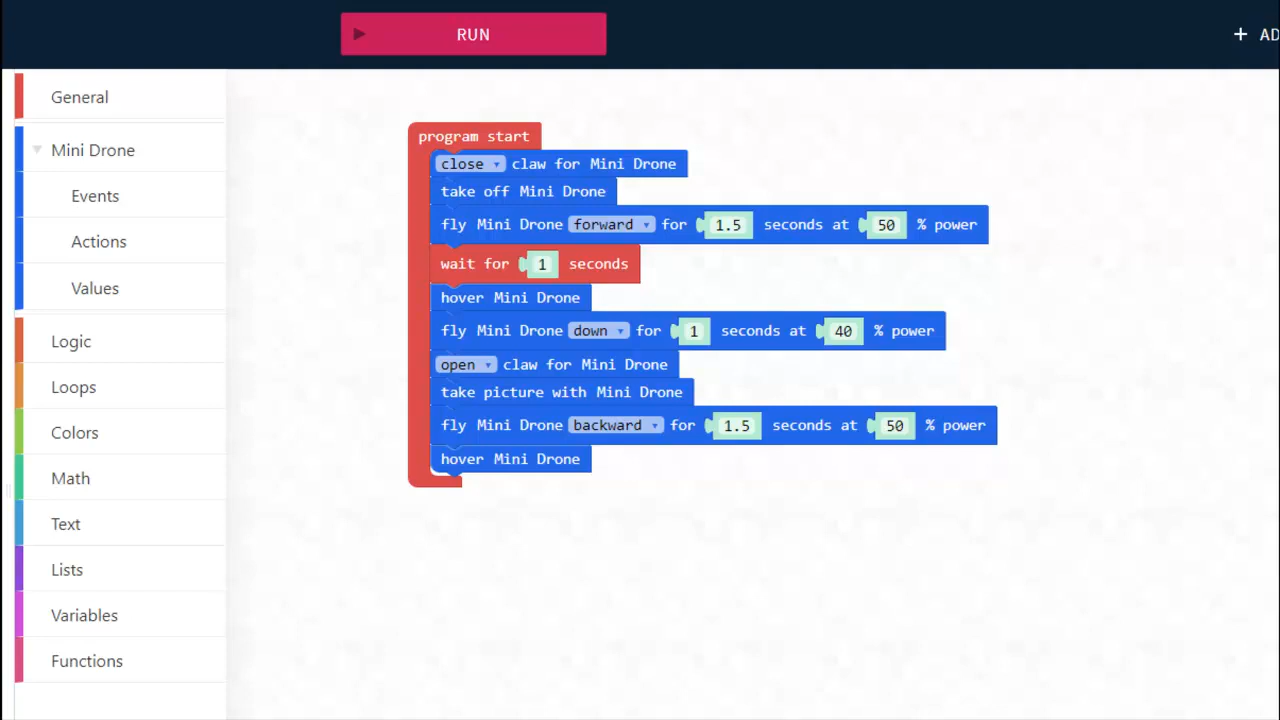 RUN
+ AD
General
Mini Drone
Events
Actions
Values
Logic
Loops
Colors
Math
Text
Lists
Variables
Functions
program start
close claw for Mini Drone
take off Mini Drone
fly Mini Drone forward for 1.5 seconds at 50 % power
wait for 1 seconds
hover Mini Drone
fly Mini Drone down for 1 seconds at 40 % power
open claw for Mini Drone
take picture with Mini Drone
fly Mini Drone backward for 1.5 seconds at 50 % power
hover Mini Drone